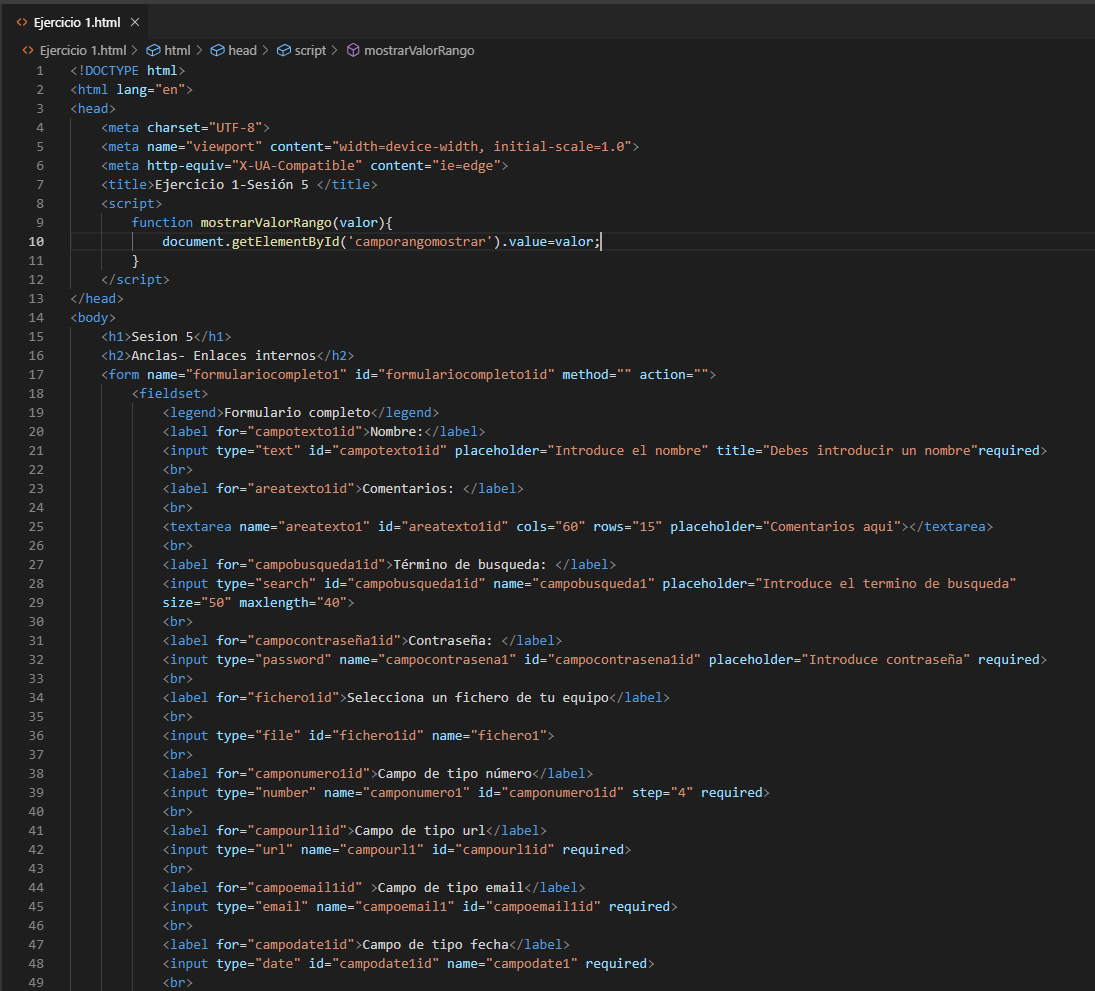 Ejercicio 1.html
Ejercicio 1.html > html > head > script > mostrarValorRango
1 <!DOCTYPE html>
2 <html lang="en">
3 <head>
4 <meta charset="UTF-8">
5 <meta name="viewport" content="width=device-width, initial-scale=1.0">
6 <meta http-equiv="X-UA-Compatible" content="ie=edge">
7 <title>Ejercicio 1-Sesión 5 </title>
8 <script>
9 function mostrarValorRango(valor){
10 document.getElementById('camporangomostrar').value=valor;
11 }
12 </script>
13 </head>
14 <body>
15 <h1>Sesion 5</h1>
16 <h2>Anclas- Enlaces internos</h2>
17 <form name="formulariocompleto1" id="formulariocompleto1id" method="" action="">
18 <fieldset>
19 <legend>Formulario completo</legend>
20 <label for="campotexto1id">Nombre:</label>
21 <input type="text" id="campotexto1id" placeholder="Introduce el nombre" title="Debes introducir un nombre"required>
22 <br>
23 <label for="areatexto1id">Comentarios: </label>
24 <br>
25 <textarea name="areatexto1" id="areatexto1id" cols="60" rows="15" placeholder="Comentarios aqui"></textarea>
26 <br>
27 <label for="campobusqueda1id">Término de busqueda: </label>
28 <input type="search" id="campobusqueda1id" name="campobusqueda1" placeholder="Introduce el termino de busqueda"
29 size="50" maxlength="40">
30 <br>
31 <label for="campocontraseña1id">Contraseña: </label>
32 <input type="password" name="campocontrasena1" id="campocontrasena1id" placeholder="Introduce contraseña" required>
33 <br>
34 <label for="fichero1id">Selecciona un fichero de tu equipo</label>
35 <br>
36 <input type="file" id="fichero1id" name="fichero1">
37 <br>
38 <label for="camponumero1id">Campo de tipo número</label>
39 <input type="number" name="camponumero1" id="camponumero1id" step="4" required>
40 <br>
41 <label for="campourl1id">Campo de tipo url</label>
42 <input type="url" name="campourl1" id="campourl1id" required>
43 <br>
44 <label for="campoemail1id" >Campo de tipo email</label>
45 <input type="email" name="campoemail1" id="campoemail1id" required>
46 <br>
47 <label for="campodate1id">Campo de tipo fecha</label>
48 <input type="date" id="campodate1id" name="campodate1" required>
49 <br>